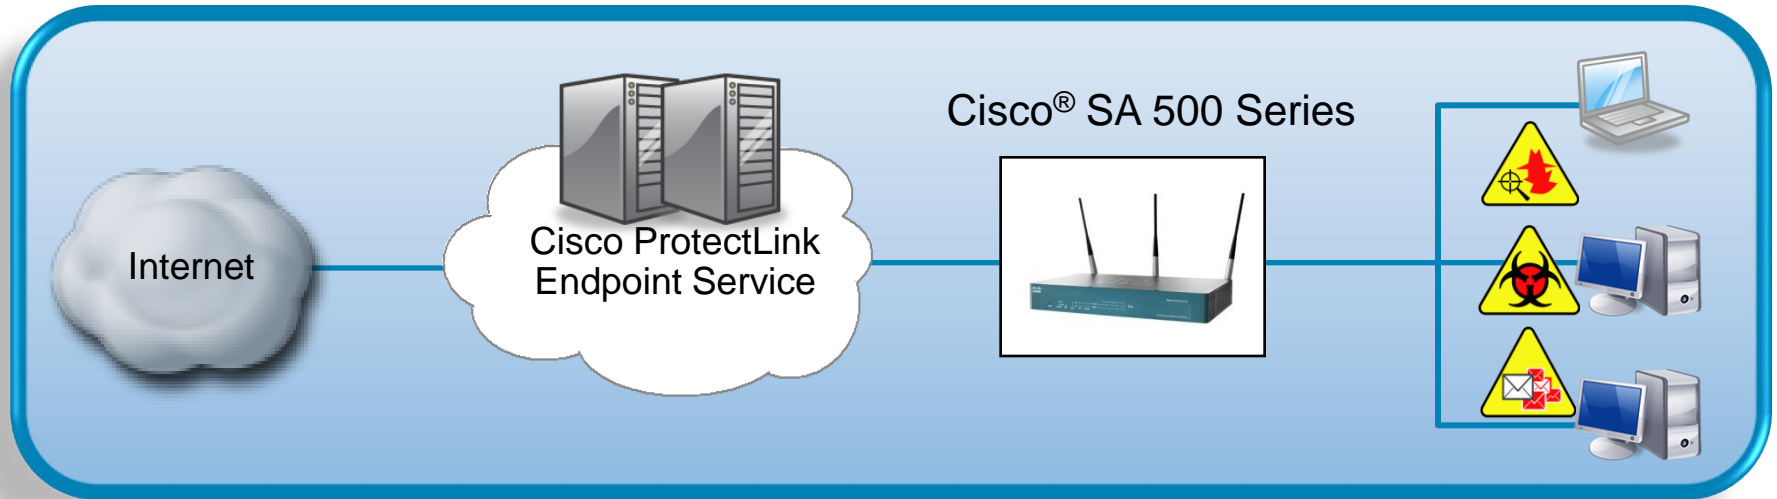 Internet
Cisco ProtectLink
Endpoint Service
Cisco® SA 500 Series